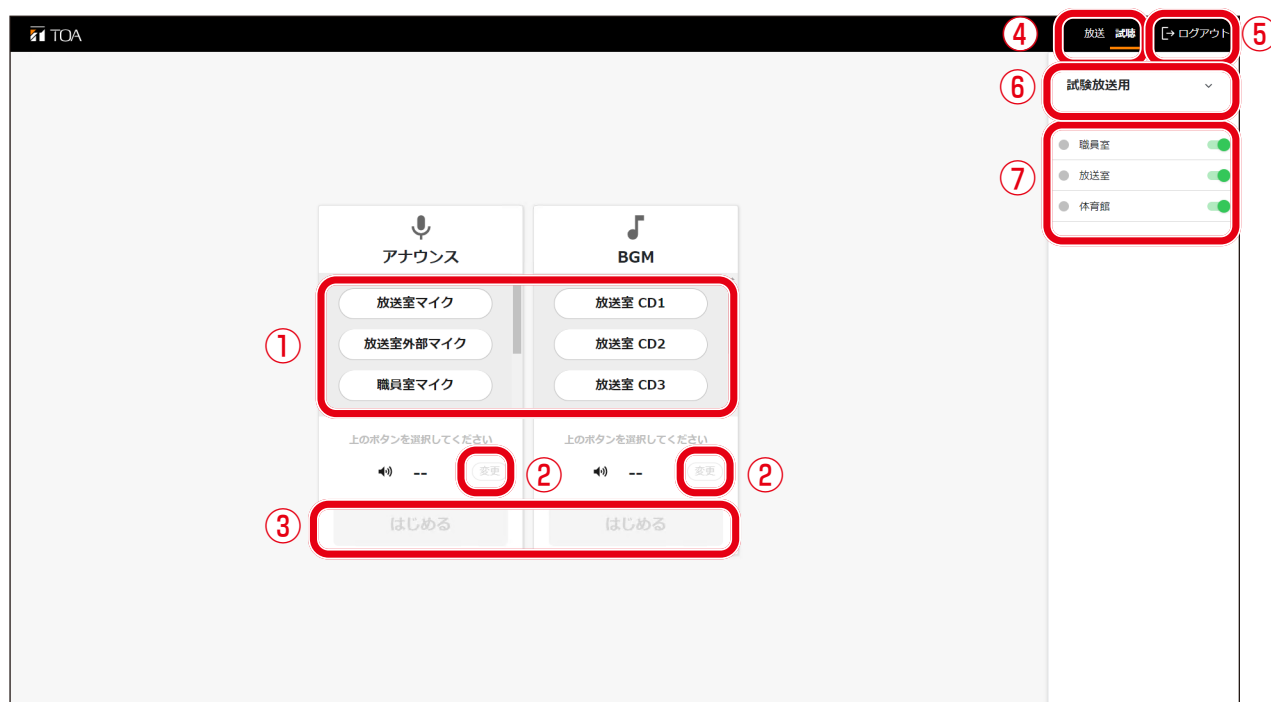 TOA
④
放送 試聴
ログアウト
⑤
⑥
試験放送用
⑦
職員室
放送室
体育館
アナウンス
BGM
①
放送室マイク
放送室 CD1
放送室外部マイク
放送室 CD2
職員室マイク
放送室 CD3
上のボタンを選択してください
上のボタンを選択してください
--
変更
②
--
変更
②
③
はじめる
はじめる